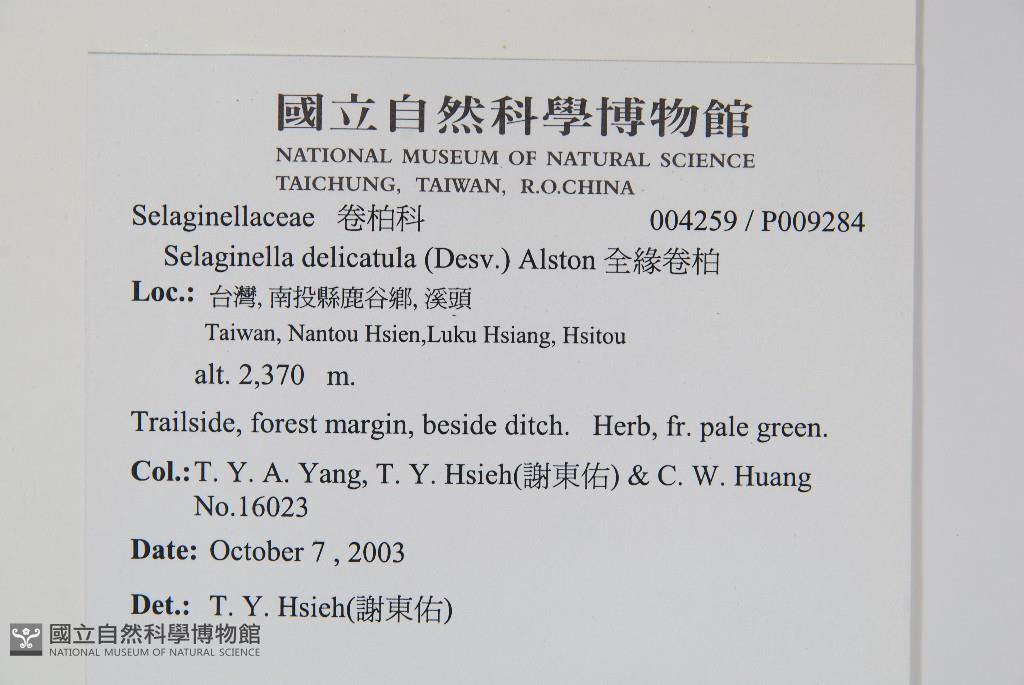 國立自然科學博物館
NATIONAL MUSEUM OF NATURAL SCIENCE
TAICHUNG, TAIWAN, R.O.CHINA
Selaginellaceae 卷柏科 004259 / P009284
Selaginella delicatula (Desv.) Alston 全緣卷柏
Loc.: 台灣, 南投縣鹿谷鄉, 溪頭
Taiwan, Nantou Hsien,Luku Hsiang, Hsitou
alt. 2,370 m.
Trailside, forest margin, beside ditch. Herb, fr. pale green.
Col.: T. Y. A. Yang, T. Y. Hsieh(謝東佑) & C. W. Huang
No.16023
Date: October 7 , 2003
Det.: T. Y. Hsieh(謝東佑)
國立自然科學博物館
NATIONAL MUSEUM OF NATURAL SCIENCE